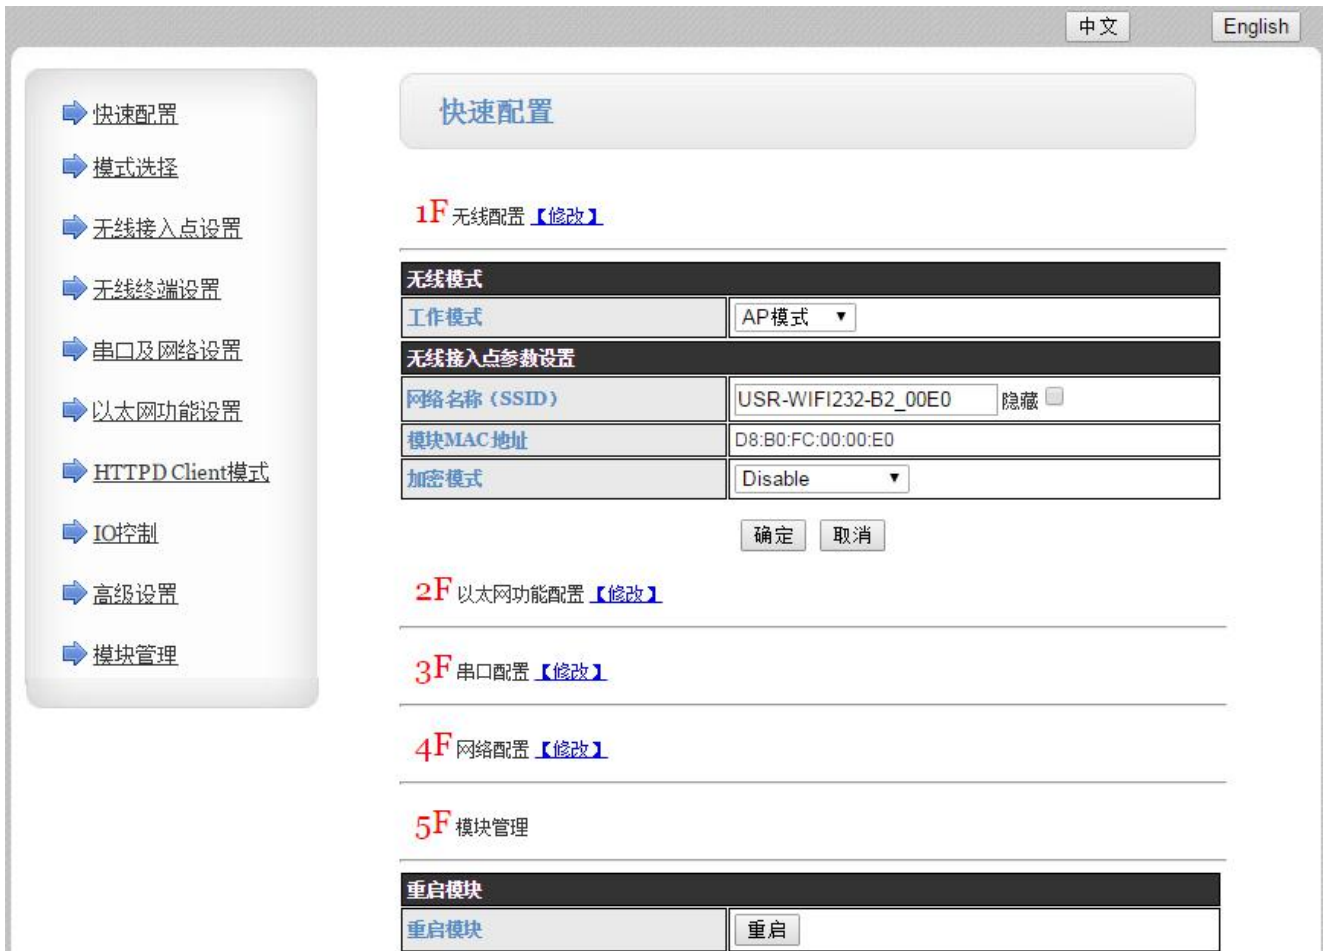 中文 English
快速配置
模式选择
无线接入点设置
无线终端设置
串口及网络设置
以太网功能设置
HTTPD Client模式
IO控制
高级设置
模块管理
快速配置
1F 无线配置 【修改】
无线模式
工作模式 AP模式
无线接入点参数设置
网络名称（SSID） USR-WIFI232-B2_00E0 隐藏
模块MAC地址 D8:B0:FC:00:00:E0
加密模式 Disable
确定 取消
2F 以太网功能配置 【修改】
3F 串口配置 【修改】
4F 网络配置 【修改】
5F 模块管理
重启模块
重启模块 重启